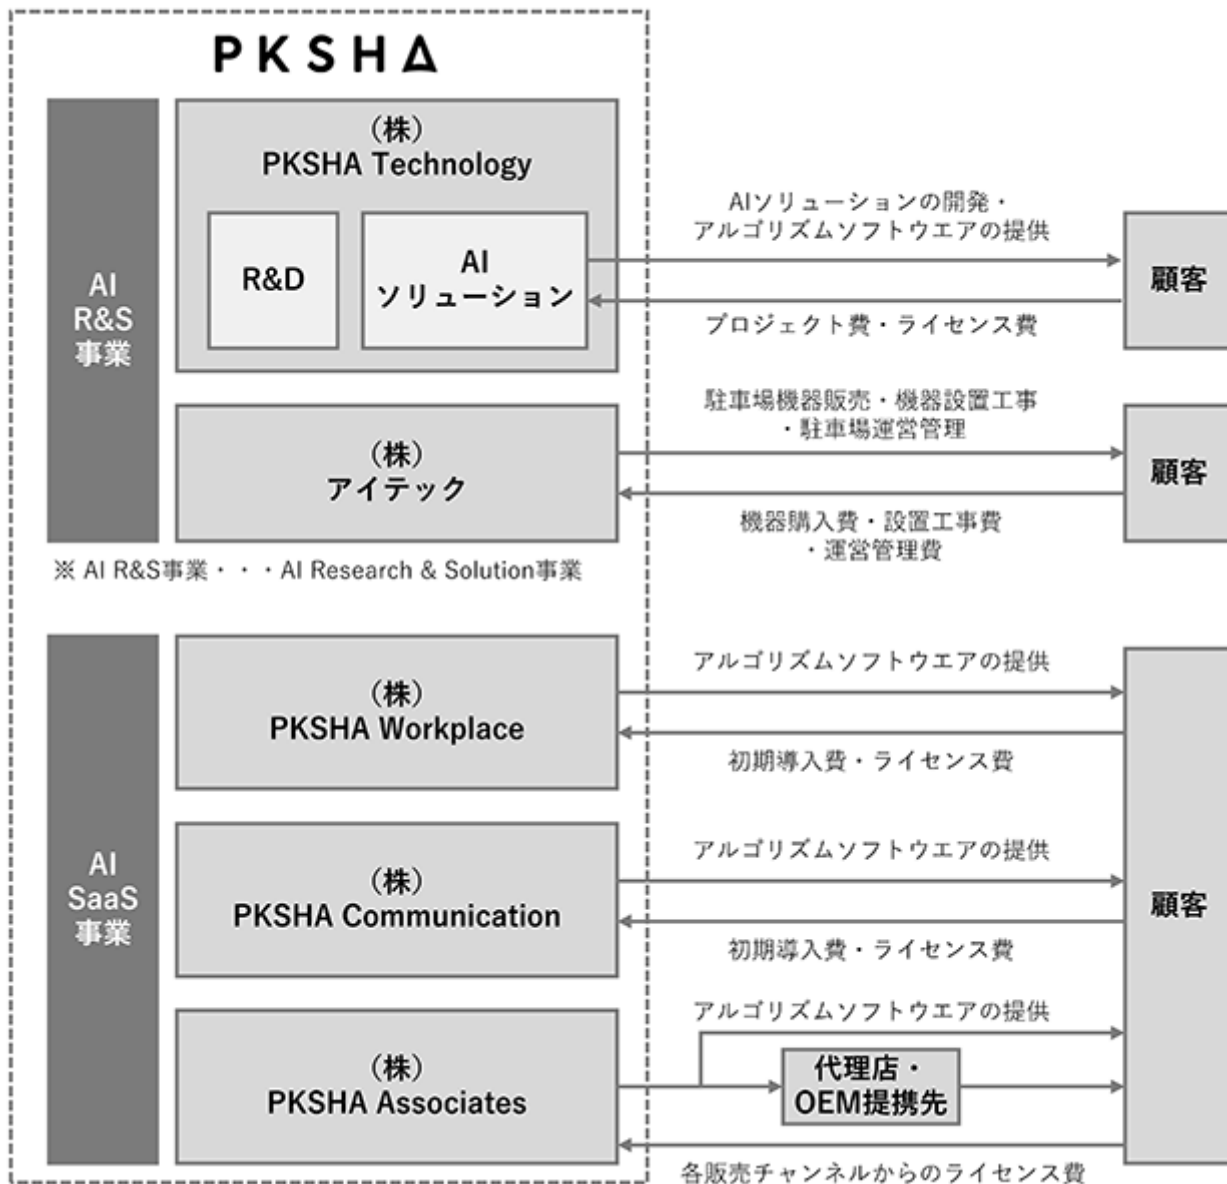 PKSHA
AI
R&S
事業
(株)
PKSHA Technology
R&D
AI
ソリューション
AIソリューションの開発・
アルゴリズムソフトウエアの提供
プロジェクト費・ライセンス費
顧客
(株)
アイテック
駐車場機器販売・機器設置工事
・駐車場運営管理
機器購入費・設置工事費
・運営管理費
顧客
※ AI R&S事業・・・AI Research & Solution事業
AI
SaaS
事業
(株)
PKSHA Workplace
アルゴリズムソフトウエアの提供
初期導入費・ライセンス費
(株)
PKSHA Communication
アルゴリズムソフトウエアの提供
初期導入費・ライセンス費
顧客
(株)
PKSHA Associates
アルゴリズムソフトウエアの提供
代理店・
OEM提携先
各販売チャンネルからのライセンス費